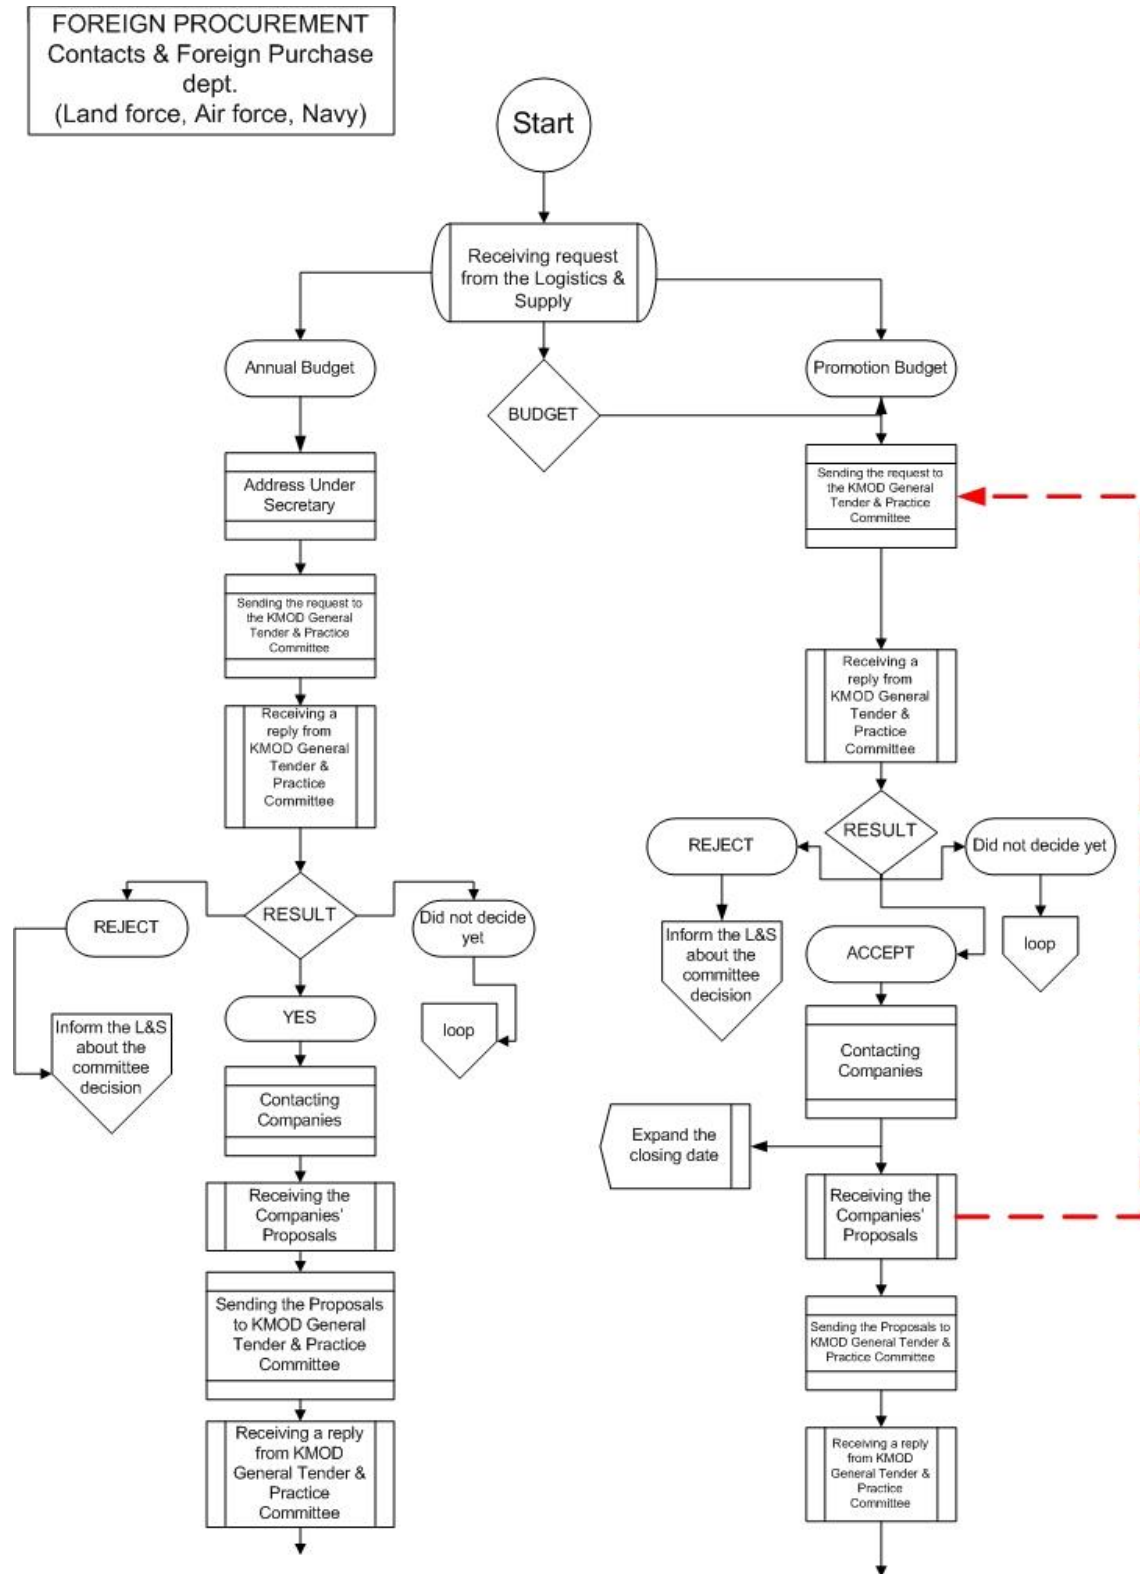 FOREIGN PROCUREMENT
Contacts & Foreign Purchase
dept.
(Land force, Air force, Navy)
Start
Receiving request
from the Logistics &
Supply
Annual Budget
BUDGET
Promotion Budget
Address Under
Secretary
Sending the request to
the KMOD General
Tender & Practice
Committee
Sending the request to
the KMOD General
Tender & Practice
Committee
Receiving a
reply from
KMOD General
Tender &
Practice
Committee
Receiving a
reply from
KMOD General
Tender &
Practice
Committee
RESULT
REJECT
Did not decide yet
RESULT
REJECT
Did not decide
yet
Inform the L&S
about the
committee
decision
ACCEPT
loop
YES
loop
Inform the L&S
about the
committee
decision
Contacting
Companies
Contacting
Companies
Expand the
closing date
Receiving the
Companies'
Proposals
Receiving the
Companies'
Proposals
Sending the Proposals
to KMOD General
Tender & Practice
Committee
Sending the Proposals to
KMOD General Tender &
Practice Committee
Receiving a reply
from KMOD
General Tender &
Practice
Committee
Receiving a reply
from KMOD
General Tender &
Practice
Committee